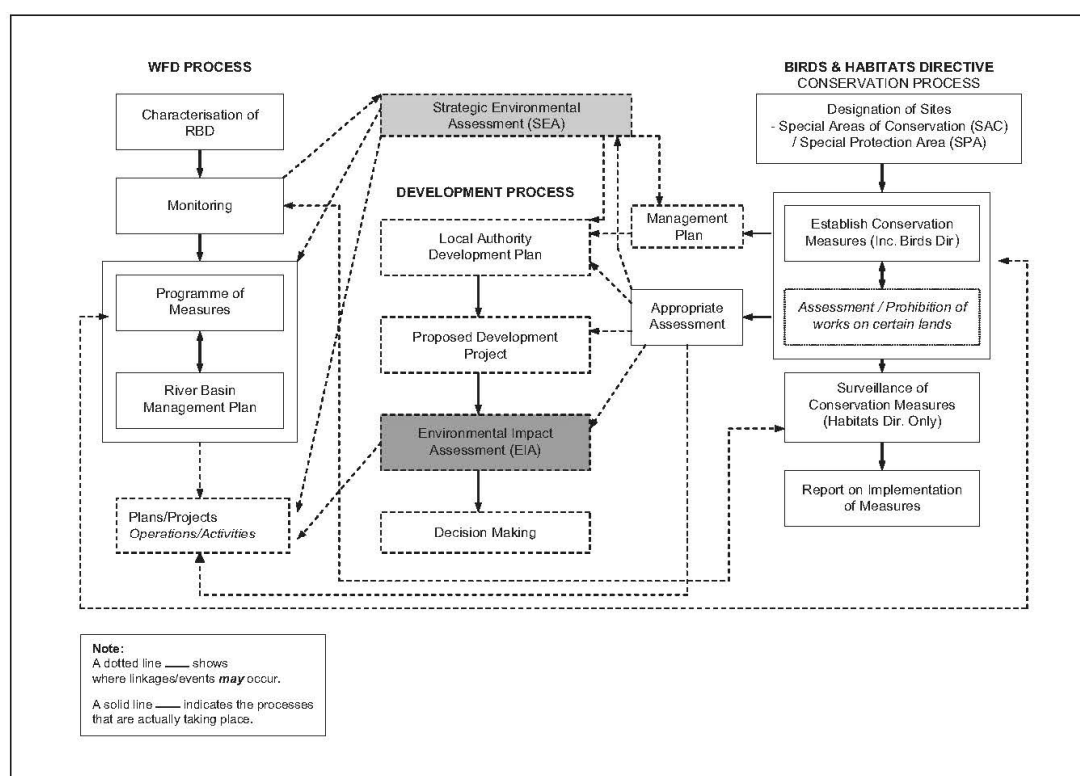 WFD PROCESS
Characterisation of
RBD
Monitoring
Programme of
Measures
River Basin
Management Plan
Plans/Projects
Operations/Activities
Strategic Environmental
Assessment (SEA)
DEVELOPMENT PROCESS
Local Authority
Development Plan
Proposed Development
Project
Environmental Impact
Assessment (EIA)
Decision Making
Management
Plan
Appropriate
Assessment
BIRDS & HABITATS DIRECTIVE
CONSERVATION PROCESS
Designation of Sites
- Special Areas of Conservation (SAC)
/ Special Protection Area (SPA)
Establish Conservation
Measures (Inc. Birds Dir)
Assessment / Prohibition of
works on certain lands
Surveillance of
Conservation Measures
(Habitats Dir. Only)
Report on Implementation
of Measures
Note:
A dotted line ___ shows
where linkages/events may occur.
A solid line ___ indicates the processes
that are actually taking place.